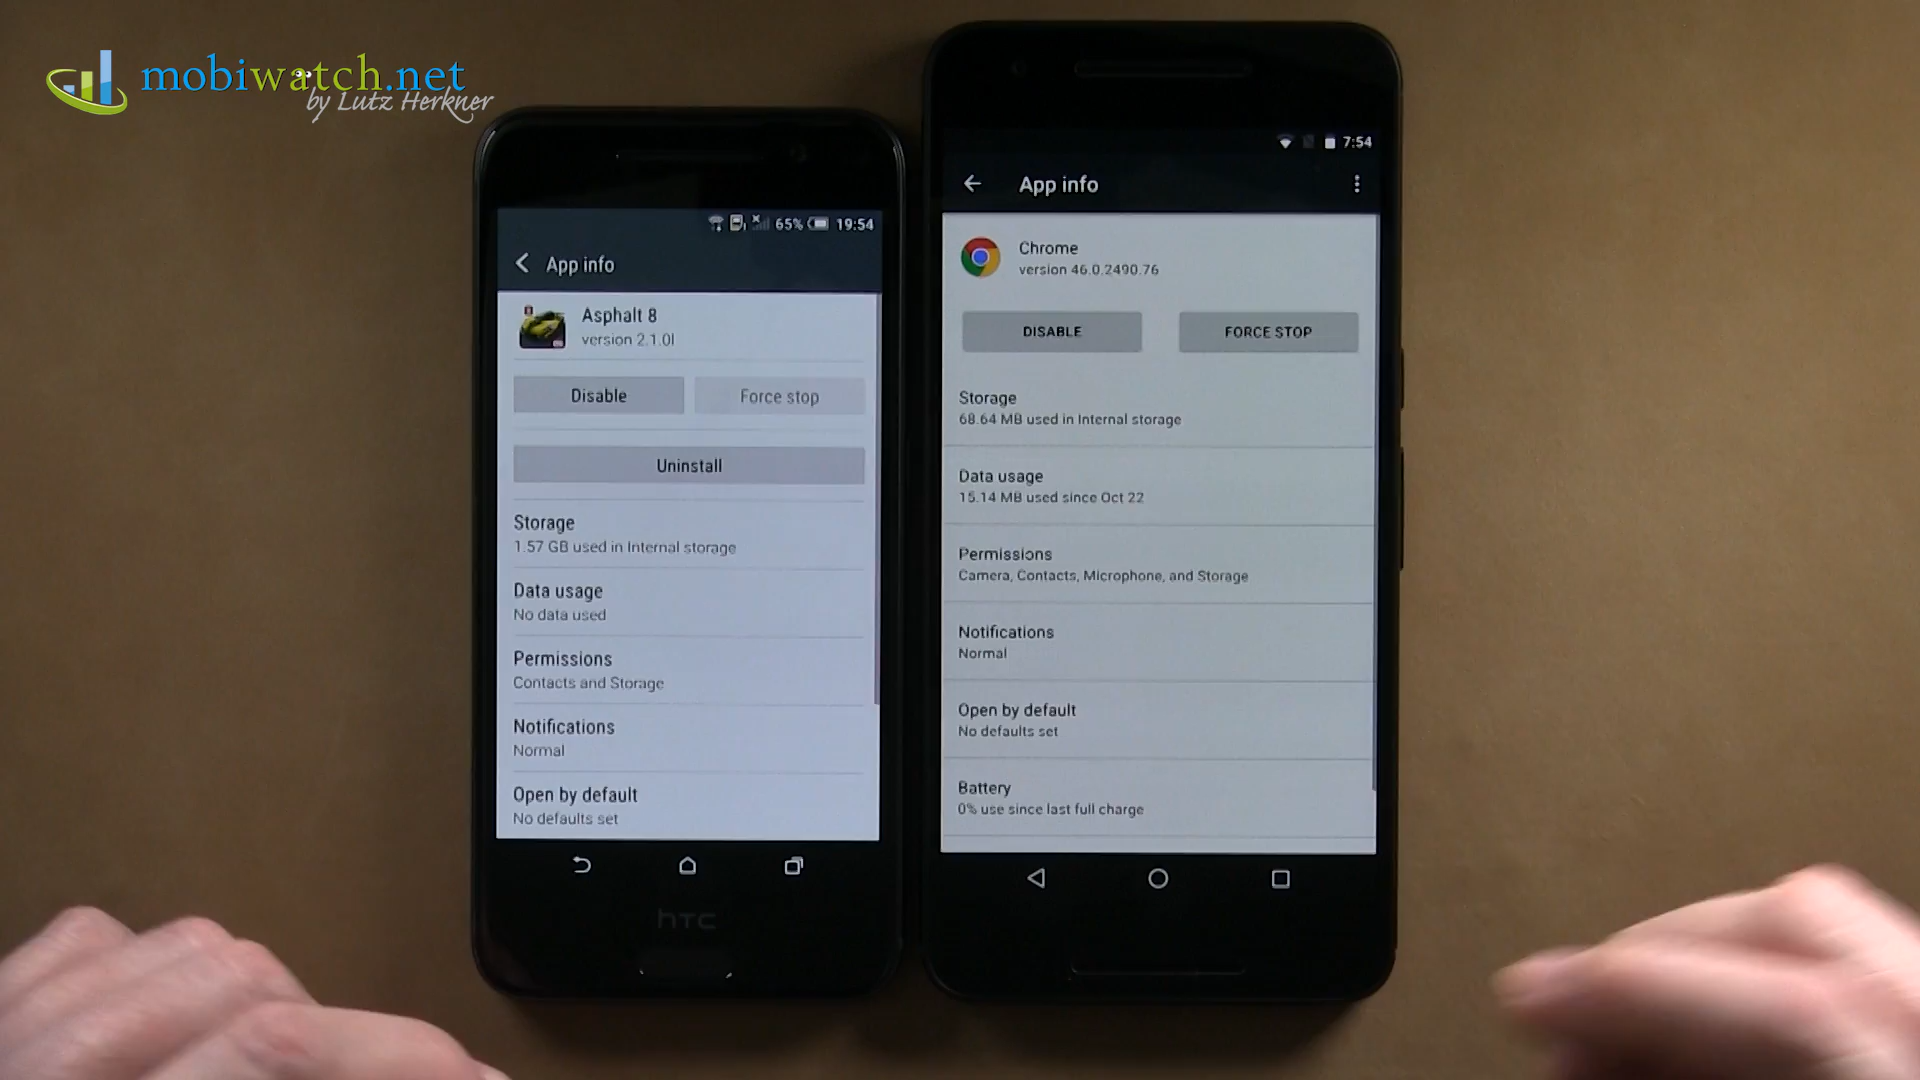 mobiwatch.net
by Lutz Herkner
65% 19:54
App info
Asphalt 8
version 2.1.0l
Disable
Force stop
Uninstall
Storage
1.57 GB used in Internal storage
Data usage
No data used
Permissions
Contacts and Storage
Notifications
Normal
Open by default
No defaults set
hTC
7:54
App info
Chrome
version 46.0.2490.76
DISABLE
FORCE STOP
Storage
68.64 MB used in Internal storage
Data usage
15.14 MB used since Oct 22
Permissions
Camera, Contacts, Microphone, and Storage
Notifications
Normal
Open by default
No defaults set
Battery
0% use since last full charge